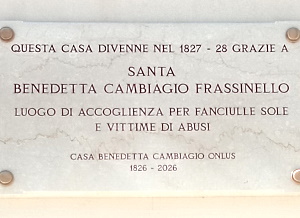 QUESTA CASA DIVENNE NEL 1827 - 28 GRAZIE A
SANTA
BENEDETTA CAMBIAGIO FRASSINELLO
LUOGO DI ACCOGLIENZA PER FANCIULLE SOLE
E VITTIME DI ABUSI
CASA BENEDETTA CAMBIAGIO ONLUS
1826 - 2026